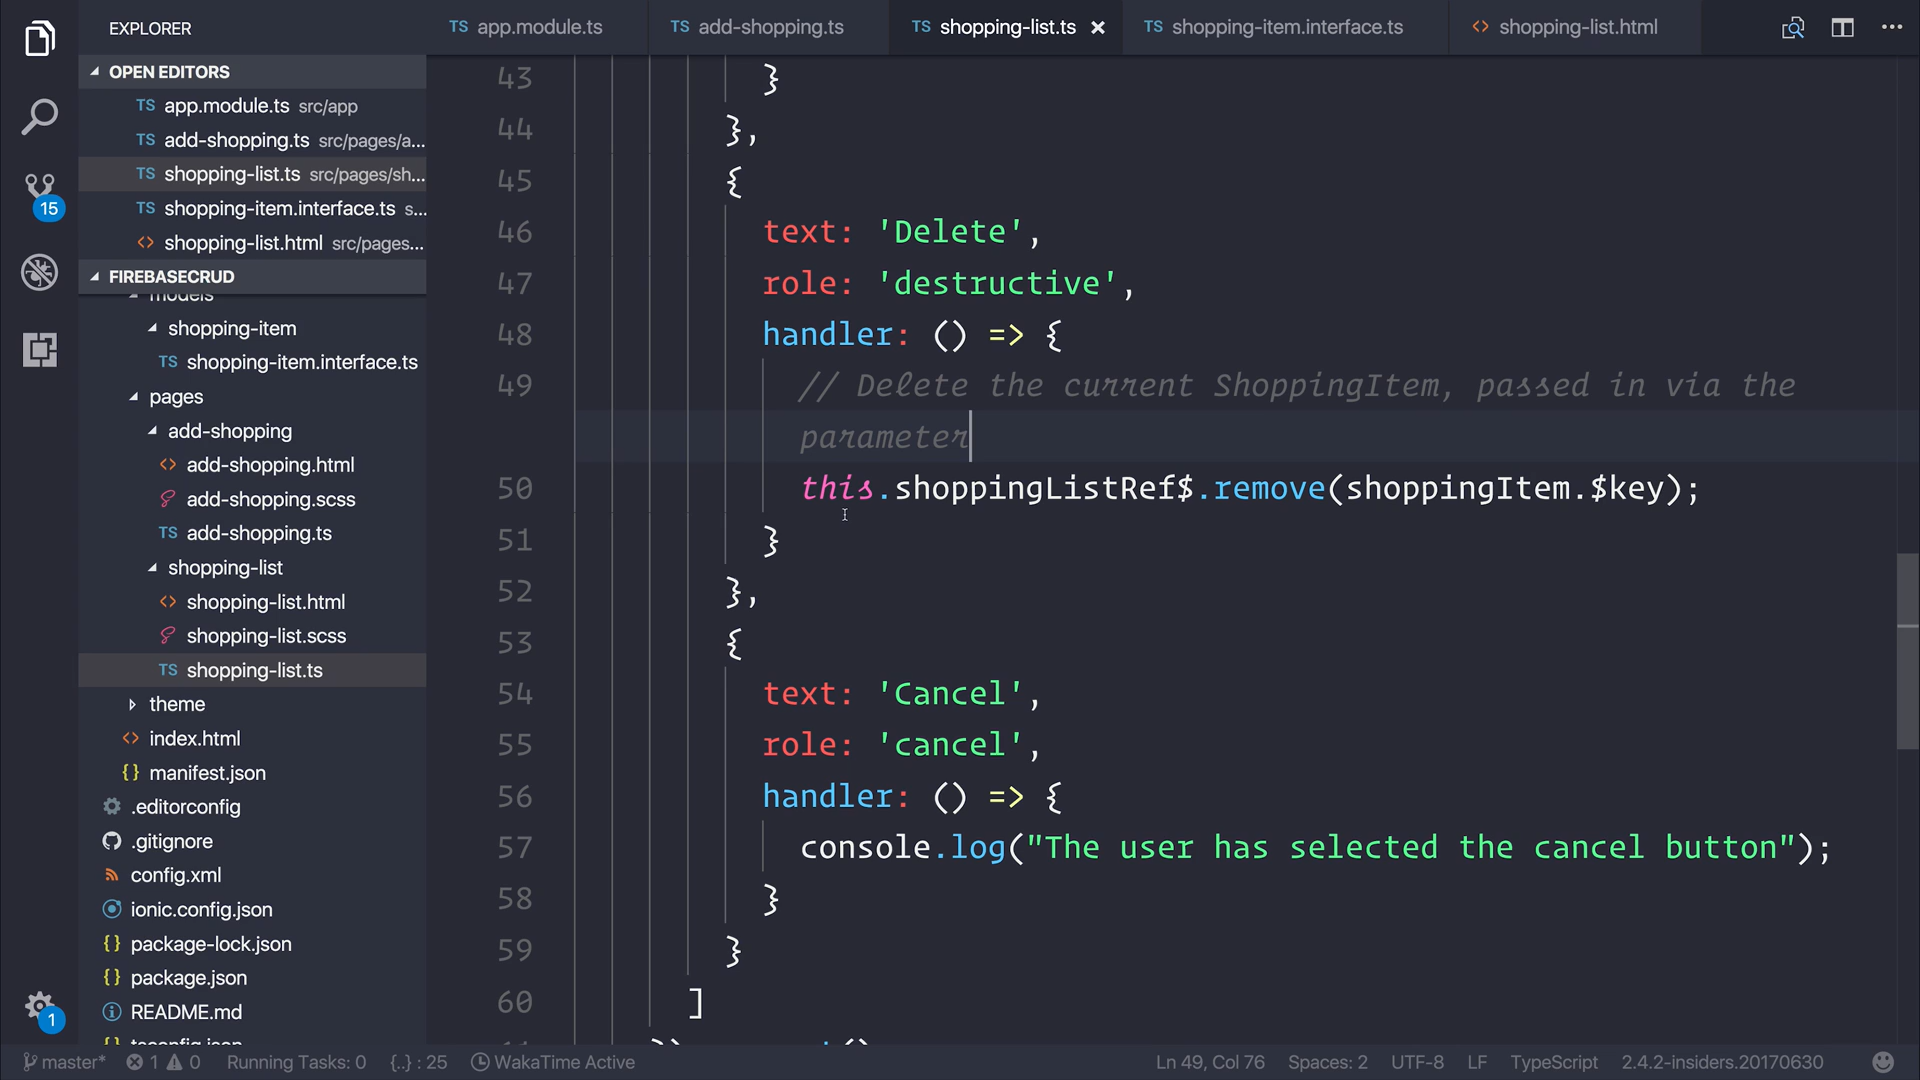 EXPLORER
TS app.module.ts
TS add-shopping.ts
TS shopping-list.ts
TS shopping-item.interface.ts
<> shopping-list.html
OPEN EDITORS
TS app.module.ts src/app
TS add-shopping.ts src/pages/a...
TS shopping-list.ts src/pages/sh...
TS shopping-item.interface.ts s...
<> shopping-list.html src/pages...
FIREBASECRUD
models
shopping-item
TS shopping-item.interface.ts
pages
add-shopping
<> add-shopping.html
add-shopping.scss
TS add-shopping.ts
shopping-list
<> shopping-list.html
shopping-list.scss
TS shopping-list.ts
theme
<> index.html
{} manifest.json
.editorconfig
.gitignore
config.xml
ionic.config.json
{} package-lock.json
{} package.json
README.md
{} tsconfig.json
15
1
43 }
44 },
45 {
46 text: 'Delete',
47 role: 'destructive',
48 handler: () => {
49 // Delete the current ShoppingItem, passed in via the
parameter
50 this.shoppingListRef$.remove(shoppingItem.$key);
51 }
52 },
53 {
54 text: 'Cancel',
55 role: 'cancel',
56 handler: () => {
57 console.log("The user has selected the cancel button");
58 }
59 }
60 ]
master* 1 0 Running Tasks: 0 {..} : 25 WakaTime Active Ln 49, Col 76 Spaces: 2 UTF-8 LF TypeScript 2.4.2-insiders.20170630